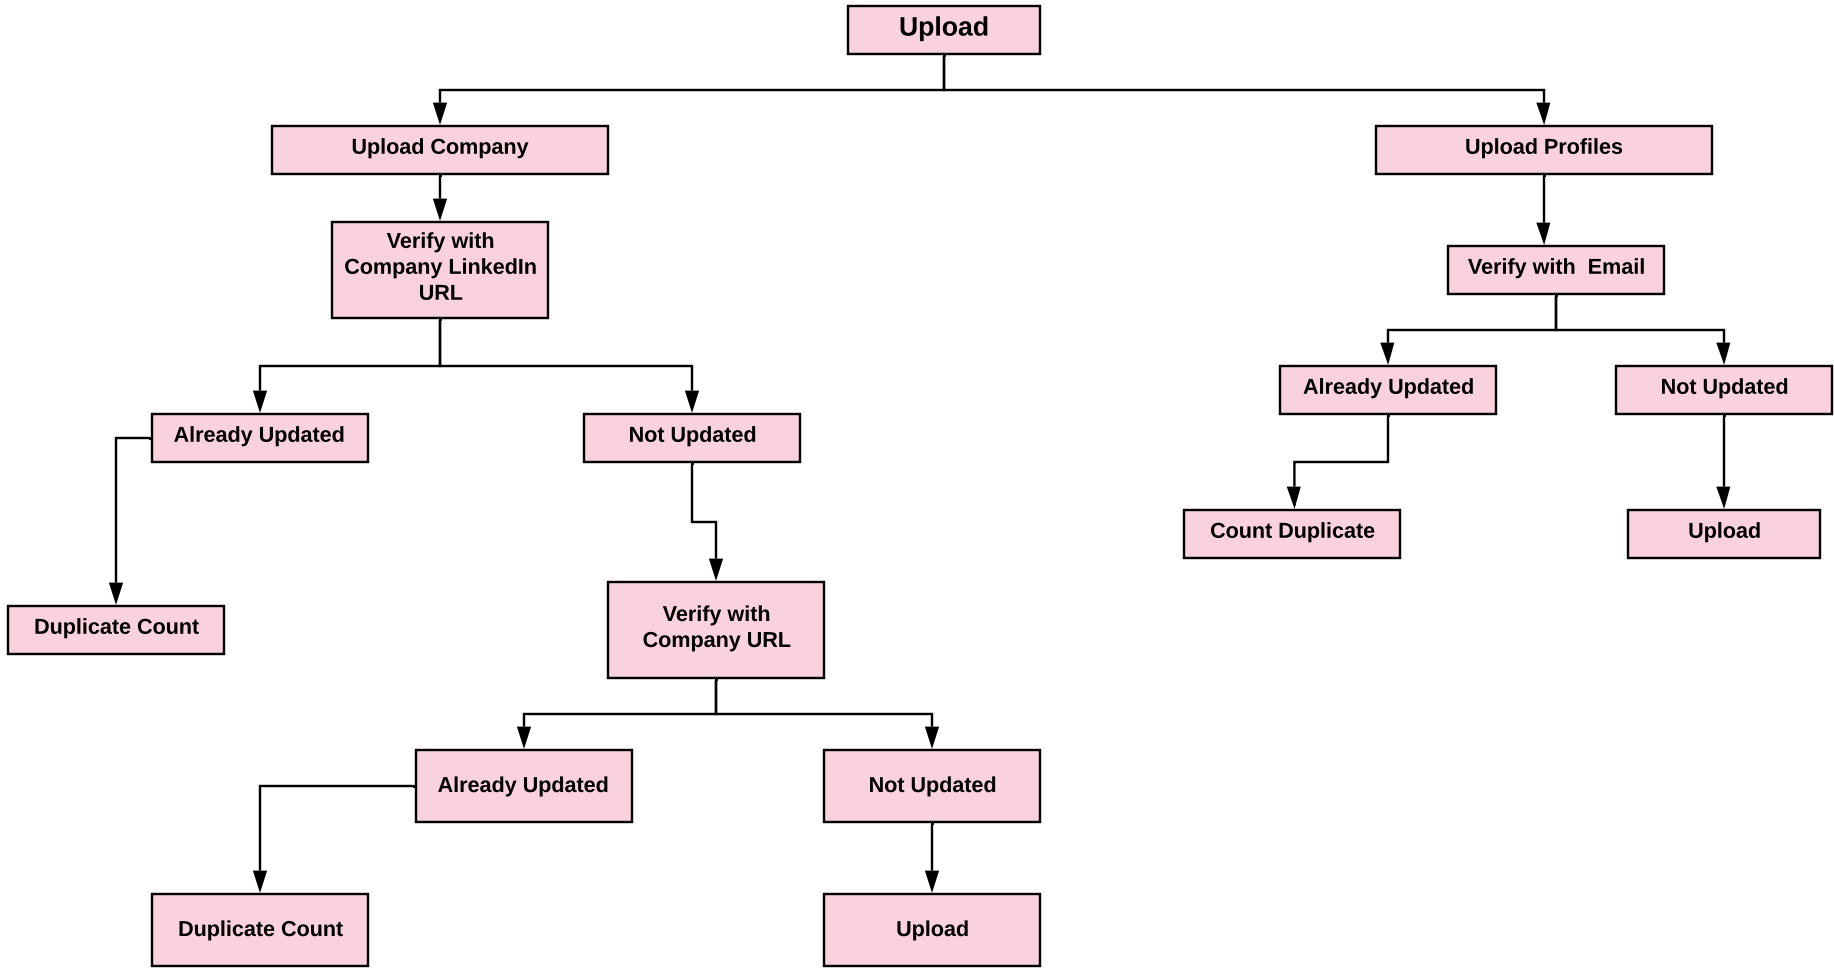 Upload
Upload Company
Upload Profiles
Verify with
Company LinkedIn
URL
Verify with  Email
Already Updated
Not Updated
Already Updated
Not Updated
Count Duplicate
Upload
Duplicate Count
Verify with
Company URL
Already Updated
Not Updated
Duplicate Count
Upload